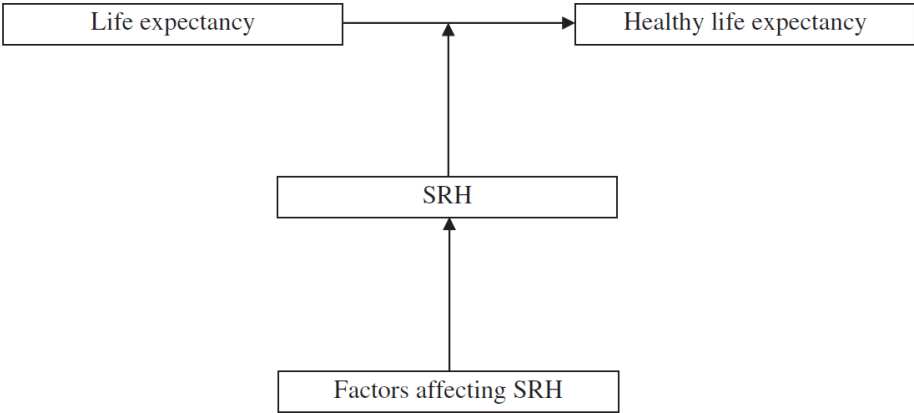 Life expectancy
Healthy life expectancy
SRH
Factors affecting SRH